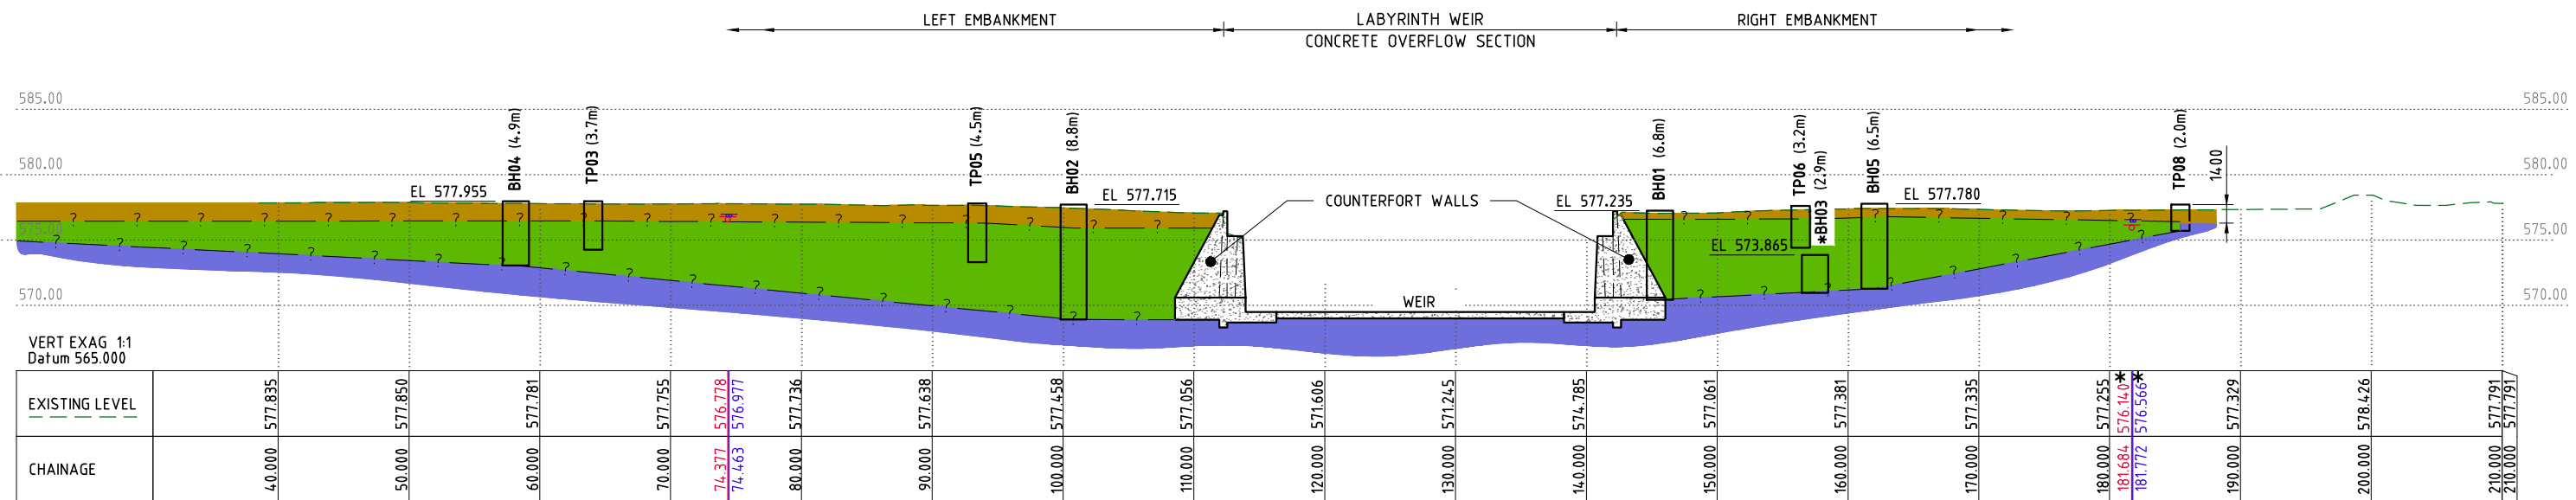 LEFT EMBANKMENT
LABYRINTH WEIR
CONCRETE OVERFLOW SECTION
RIGHT EMBANKMENT
585.00
585.00
580.00
580.00
575.00
575.00
570.00
570.00
EL 577.955
BH04 (4.9m)
TP03 (3.7m)
TP05 (4.5m)
BH02 (8.8m)
EL 577.715
COUNTERFORT WALLS
EL 577.235
BH01 (6.8m)
EL 573.865
TP06 (3.2m)
*BH03 (2.9m)
BH05 (6.5m)
EL 577.780
TP08 (2.0m)
1400
WEIR
VERT EXAG 1:1
Datum 565.000
EXISTING LEVEL
577.835
577.850
577.781
577.755
576.778
576.977
577.736
577.638
577.458
577.056
571.606
571.245
574.785
577.061
577.381
577.335
577.255
576.140*
576.566*
577.329
578.426
577.791
577.791
CHAINAGE
40.000
50.000
60.000
70.000
74.377
74.463
80.000
90.000
100.000
110.000
120.000
130.000
140.000
150.000
160.000
170.000
180.000
181.684
181.772
190.000
200.000
210.000
210.000